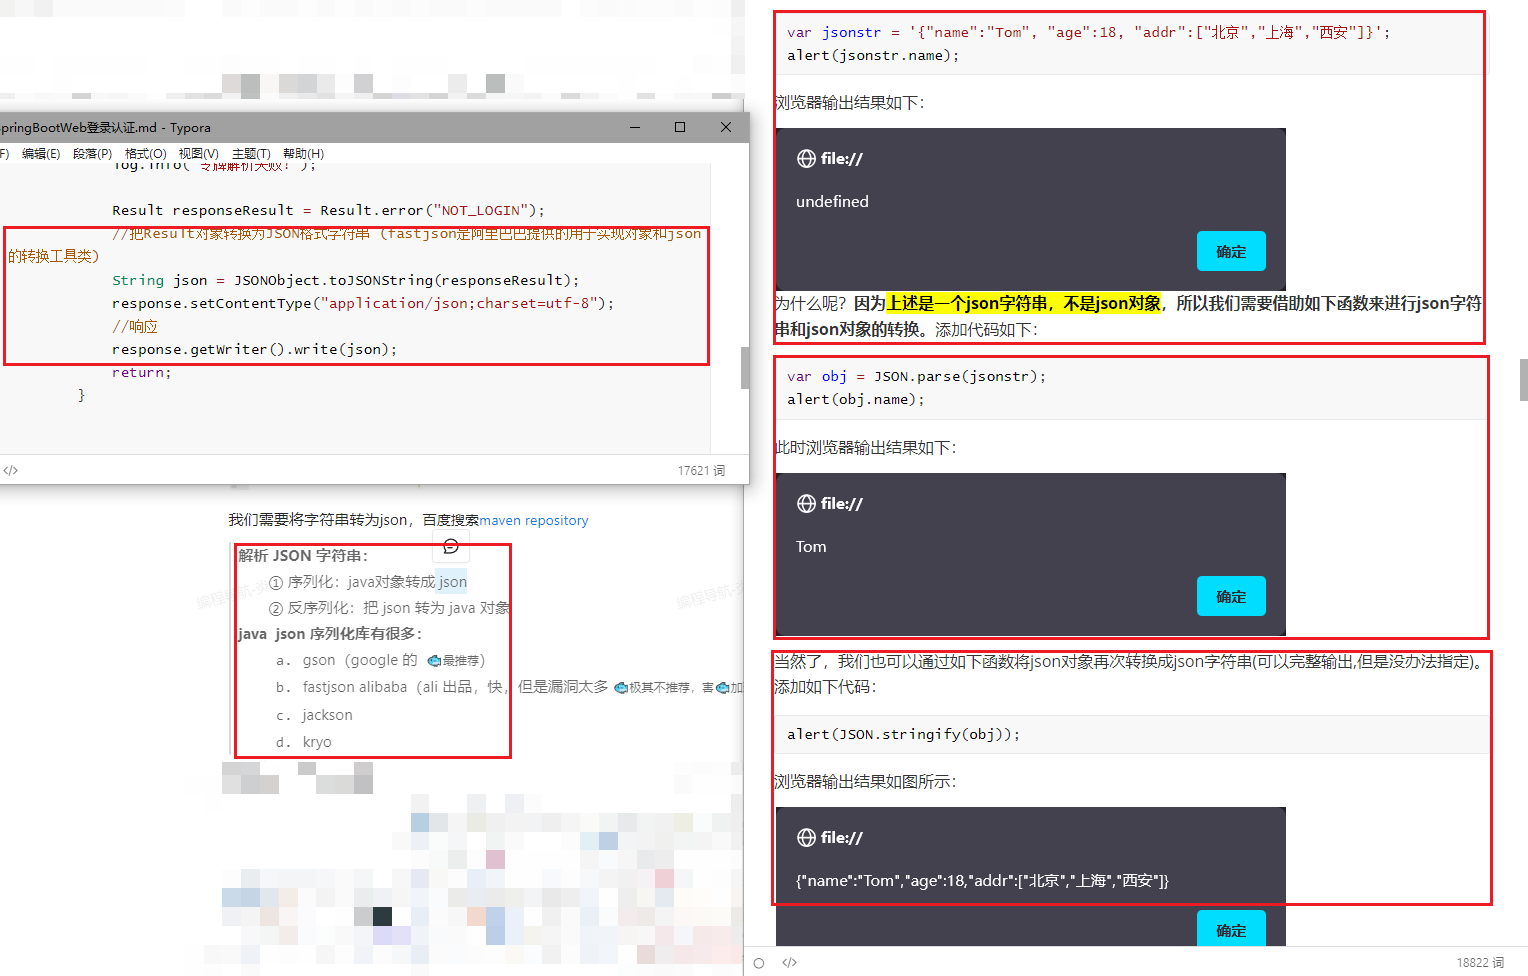 pringBootWeb登录认证.md - Typora
F) 编辑(E) 段落(P) 格式(O) 视图(V) 主题(T) 帮助(H)
Result responseResult = Result.error("NOT_LOGIN");
//把Result对象转换为JSON格式字符串 (fastjson是阿里巴巴提供的用于实现对象和json
的转换工具类)
String json = JSONObject.toJSONString(responseResult);
response.setContentType("application/json;charset=utf-8");
//响应
response.getWriter().write(json);
return;
}
</>
17621 词
我们需要将字符串转为json，百度搜索maven repository
解析 JSON 字符串：
① 序列化：java对象转成 json
② 反序列化：把 json 转为 java 对象
java json 序列化库有很多：
a. gson（google 的 🐟最推荐）
b. fastjson alibaba（ali 出品，快，但是漏洞太多 🐟极其不推荐，害🐟加
c. jackson
d. kryo
编程导航
编程导航
var jsonstr = '{"name":"Tom", "age":18, "addr":["北京","上海","西安"]}';
alert(jsonstr.name);
浏览器输出结果如下：
file://
undefined
确定
为什么呢？因为上述是一个json字符串，不是json对象，所以我们需要借助如下函数来进行json字符
串和json对象的转换。添加代码如下：
var obj = JSON.parse(jsonstr);
alert(obj.name);
此时浏览器输出结果如下：
file://
Tom
确定
当然了，我们也可以通过如下函数将json对象再次转换成json字符串(可以完整输出,但是没办法指定)。
添加如下代码：
alert(JSON.stringify(obj));
浏览器输出结果如图所示：
file://
{"name":"Tom","age":18,"addr":["北京","上海","西安"]}
确定
</>
18822 词